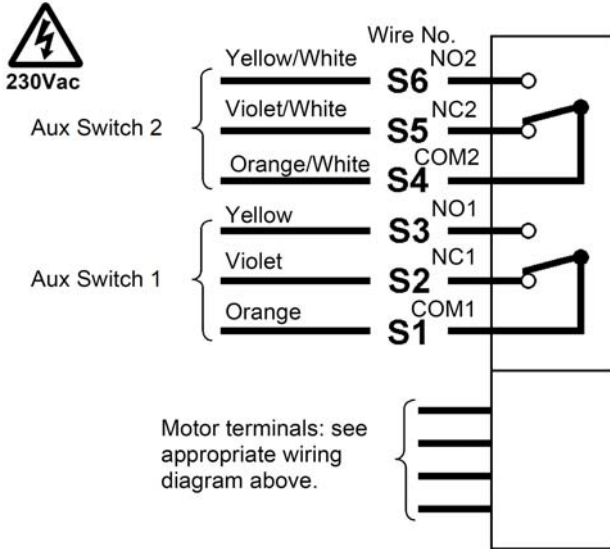 230Vac
Wire No.
Yellow/White S6 NO2
Aux Switch 2
Violet/White S5 NC2
Orange/White S4 COM2
Yellow S3 NO1
Aux Switch 1
Violet S2 NC1
Orange S1 COM1
Motor terminals: see
appropriate wiring
diagram above.